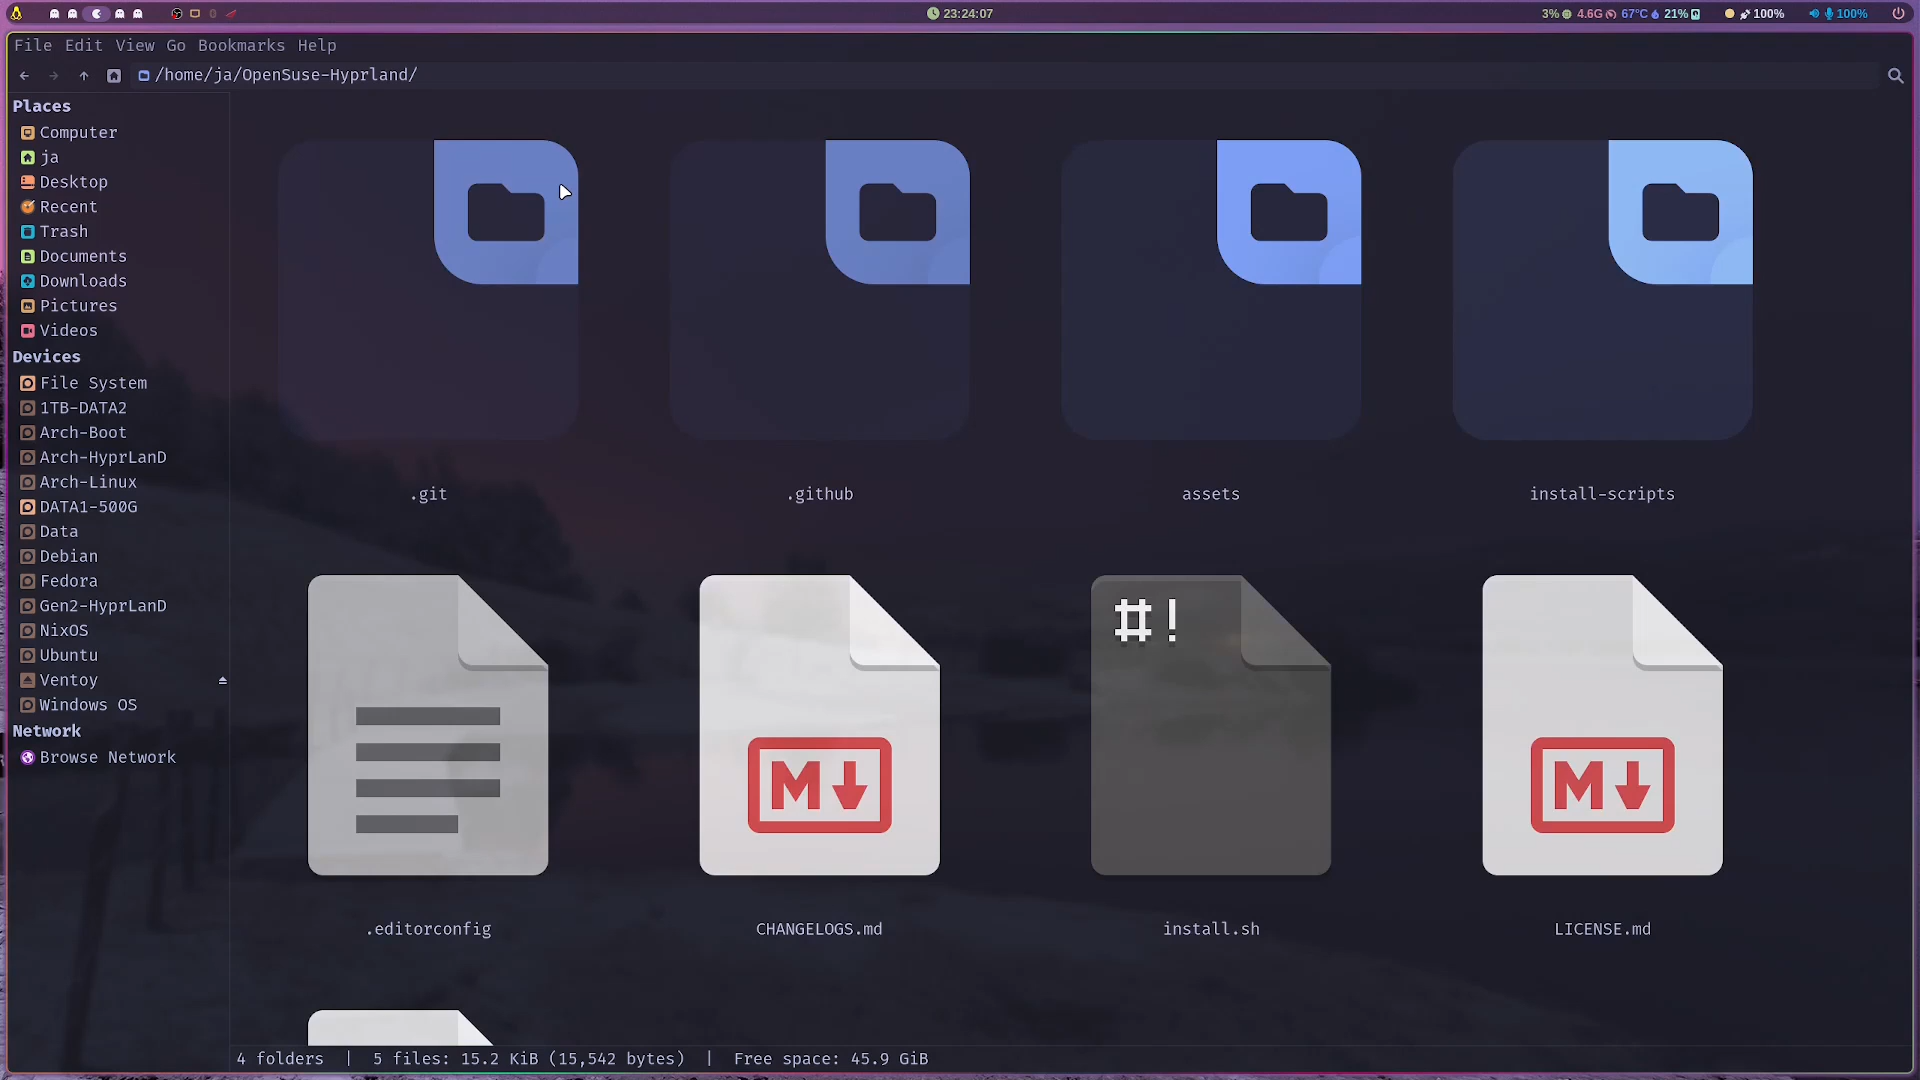 23:24:07
3% 4.6G 67°C 21% 100% 100%
File Edit View Go Bookmarks Help
/home/ja/OpenSuse-Hyprland/
Places
Computer
ja
Desktop
Recent
Trash
Documents
Downloads
Pictures
Videos
Devices
File System
1TB-DATA2
Arch-Boot
Arch-HyprLanD
Arch-Linux
DATA1-500G
Data
Debian
Fedora
Gen2-HyprLanD
NixOS
Ubuntu
Ventoy
Windows OS
Network
Browse Network
.git .github assets install-scripts
#!
M M
.editorconfig CHANGELOGS.md install.sh LICENSE.md
4 folders | 5 files: 15.2 KiB (15,542 bytes) | Free space: 45.9 GiB